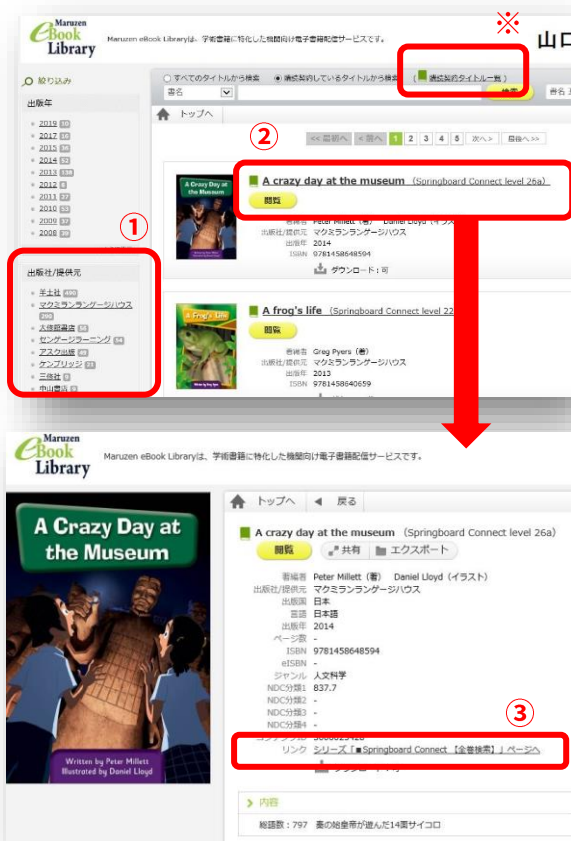 ※
Maruzen
eBook
Library
Maruzen eBook Libraryは、学術書籍に特化した機関向け電子書籍配信サービスです。
山口
絞り込み
すべてのタイトルから検索 購読契約しているタイトルから検索 (購読契約タイトル一覧)
書名 検索 書名
トップへ
出版年
2019
2017
2015
2014
2013
2012
2011
2010
2009
2008
②
<< 最初へ < 前へ 1 2 3 4 5 次へ > 最後へ >>
A Crazy Day at
the Museum
A crazy day at the museum (Springboard Connect level 26a)
閲覧
著編者 Peter Millett (著) Daniel Lloyd (イラスト)
出版社/提供元 マクミランランゲージハウス
出版年 2014
ISBN 9781458648594
ダウンロード:可
①
出版社/提供元
羊土社
マクミランランゲージハウス
大修館書店
センゲージラーニング
アスク出版
ケンブリッジ
三修社
中山書店
A Frog's Life
A frog's life (Springboard Connect level 22
閲覧
著編者 Greg Pyers (著)
出版社/提供元 マクミランランゲージハウス
出版年 2013
ISBN 9781458640659
Maruzen
eBook
Library
Maruzen eBook Libraryは、学術書籍に特化した機関向け電子書籍配信サービスです。
トップへ 戻る
A Crazy Day at
the Museum
Written by Peter Millett
Illustrated by Daniel Lloyd
A crazy day at the museum (Springboard Connect level 26a)
閲覧 共有 エクスポート
著編者 Peter Millett (著) Daniel Lloyd (イラスト)
出版社/提供元 マクミランランゲージハウス
出版国 日本
言語 日本語
出版年 2014
ページ数 -
ISBN 9781458648594
eISBN -
ジャンル 人文科学
NDC分類1 837.7
NDC分類2 -
NDC分類3 -
NDC分類4 -
③
リンク シリーズ「■Springboard Connect 【全巻検索】」ページへ
内容
総語数:797 秦の始皇帝が遊んだ14面サイコロ